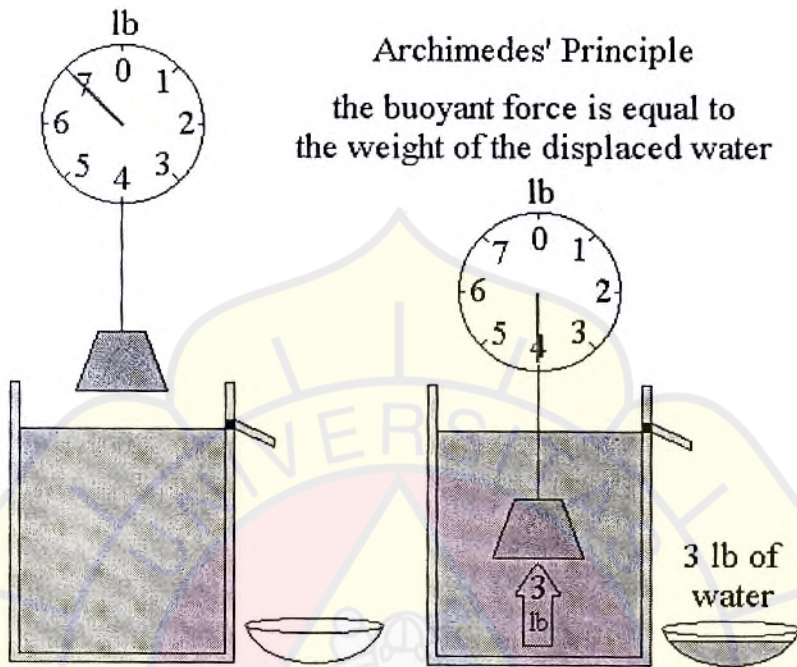 lb
0
1
2
3
4
5
6
7
Archimedes' Principle
the buoyant force is equal to
the weight of the displaced water
lb
0
1
2
3
4
5
6
7
UNIVERSITAS
3
lb
3 lb of
water